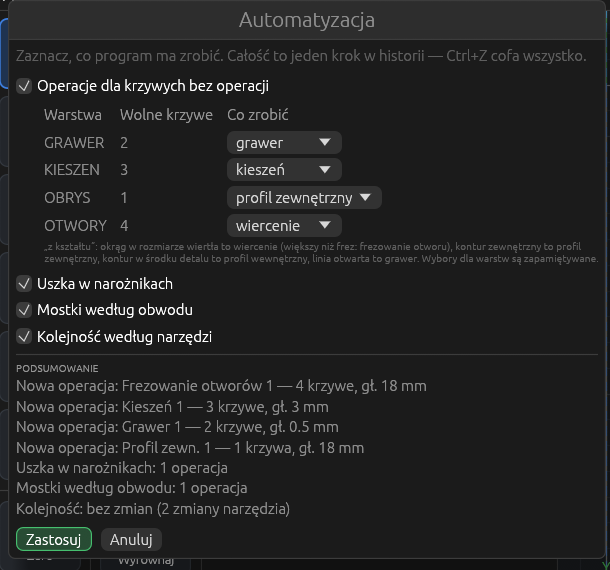 Automatyzacja
Zaznacz, co program ma zrobić. Całość to jeden krok w historii — Ctrl+Z cofa wszystko.
Operacje dla krzywych bez operacji
Warstwa Wolne krzywe Co zrobić
GRAWER 2 grawer
KIESZEN 3 kieszeń
OBRYS 1 profil zewnętrzny
OTWORY 4 wiercenie
„z kształtu": okrąg w rozmiarze wiertła to wiercenie (większy niż frez: frezowanie otworu), kontur zewnętrzny to profil
zewnętrzny, kontur w środku detalu to profil wewnętrzny, linia otwarta to grawer. Wybory dla warstw są zapamiętywane.
Uszka w narożnikach
Mostki według obwodu
Kolejność według narzędzi
PODSUMOWANIE
Nowa operacja: Frezowanie otworów 1 — 4 krzywe, gł. 18 mm
Nowa operacja: Kieszeń 1 — 3 krzywe, gł. 3 mm
Nowa operacja: Grawer 1 — 2 krzywe, gł. 0.5 mm
Nowa operacja: Profil zewn. 1 — 1 krzywa, gł. 18 mm
Uszka w narożnikach: 1 operacja
Mostki według obwodu: 1 operacja
Kolejność: bez zmian (2 zmiany narzędzia)
Zastosuj Anuluj
Wyrównaj